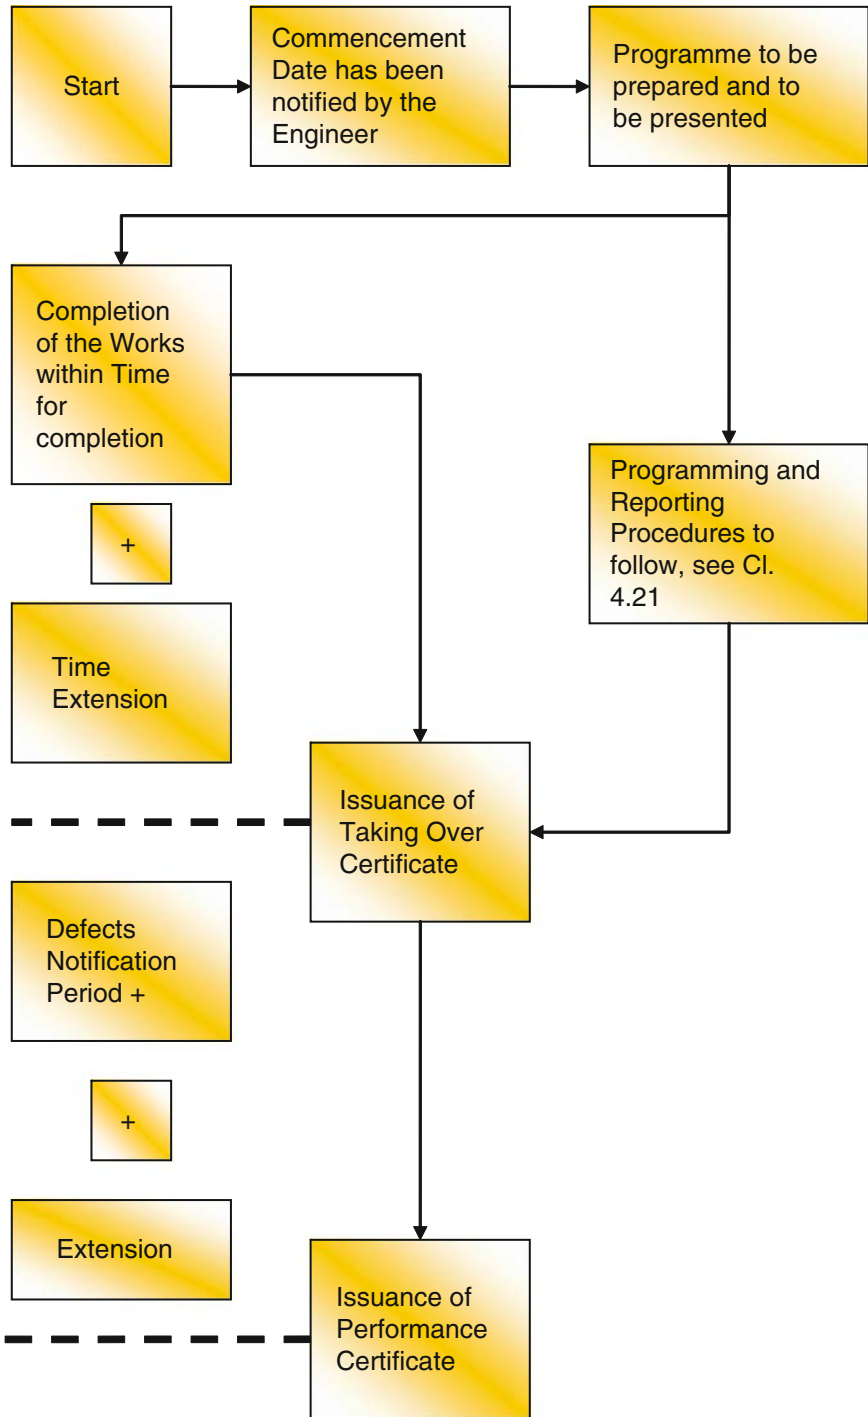 Start
Commencement
Date has been
notified by the
Engineer
Programme to be
prepared and to
be presented
Completion
of the Works
within Time
for
completion
+
Time
Extension
Programming and
Reporting
Procedures to
follow, see Cl.
4.21
Issuance of
Taking Over
Certificate
Defects
Notification
Period +
+
Extension
Issuance of
Performance
Certificate